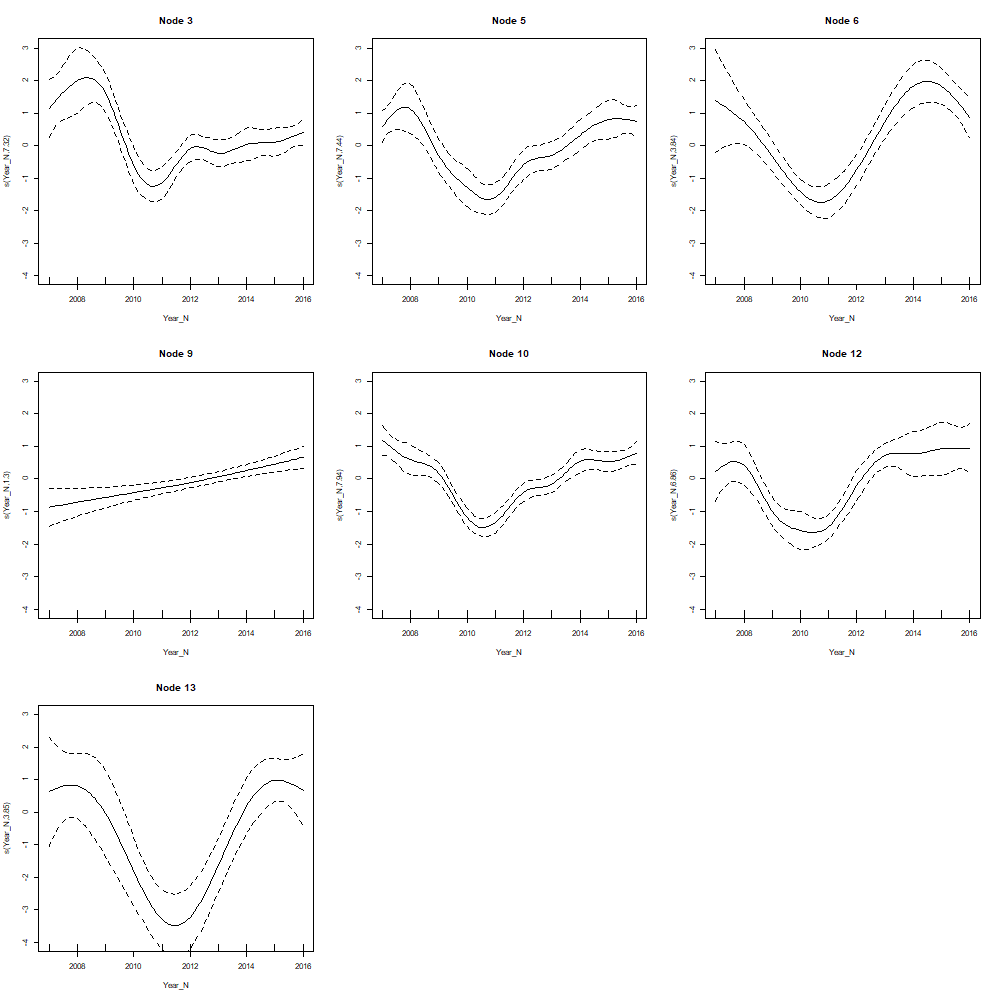 Node 3 Node 5 Node 6
3 2 1 0 -1 -2 -3 -4
s(Year_N,7.32)
2008 2010 2012 2014 2016
Year_N
3 2 1 0 -1 -2 -3 -4
s(Year_N,7.44)
2008 2010 2012 2014 2016
Year_N
3 2 1 0 -1 -2 -3 -4
s(Year_N,3.84)
2008 2010 2012 2014 2016
Year_N
Node 9 Node 10 Node 12
3 2 1 0 -1 -2 -3 -4
s(Year_N,1.3)
2008 2010 2012 2014 2016
Year_N
3 2 1 0 -1 -2 -3 -4
s(Year_N,7.94)
2008 2010 2012 2014 2016
Year_N
3 2 1 0 -1 -2 -3 -4
s(Year_N,6.86)
2008 2010 2012 2014 2016
Year_N
Node 13
3 2 1 0 -1 -2 -3 -4
s(Year_N,3.85)
2008 2010 2012 2014 2016
Year_N